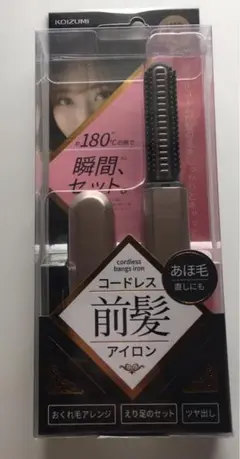 KOIZUMI
約180℃の熱で
瞬間、
セット
cordless
bangs iron
コードレス
前髪
アイロン
あほ毛
直しにも
おくれ毛アレンジ
えり足のセット
ツヤ出し